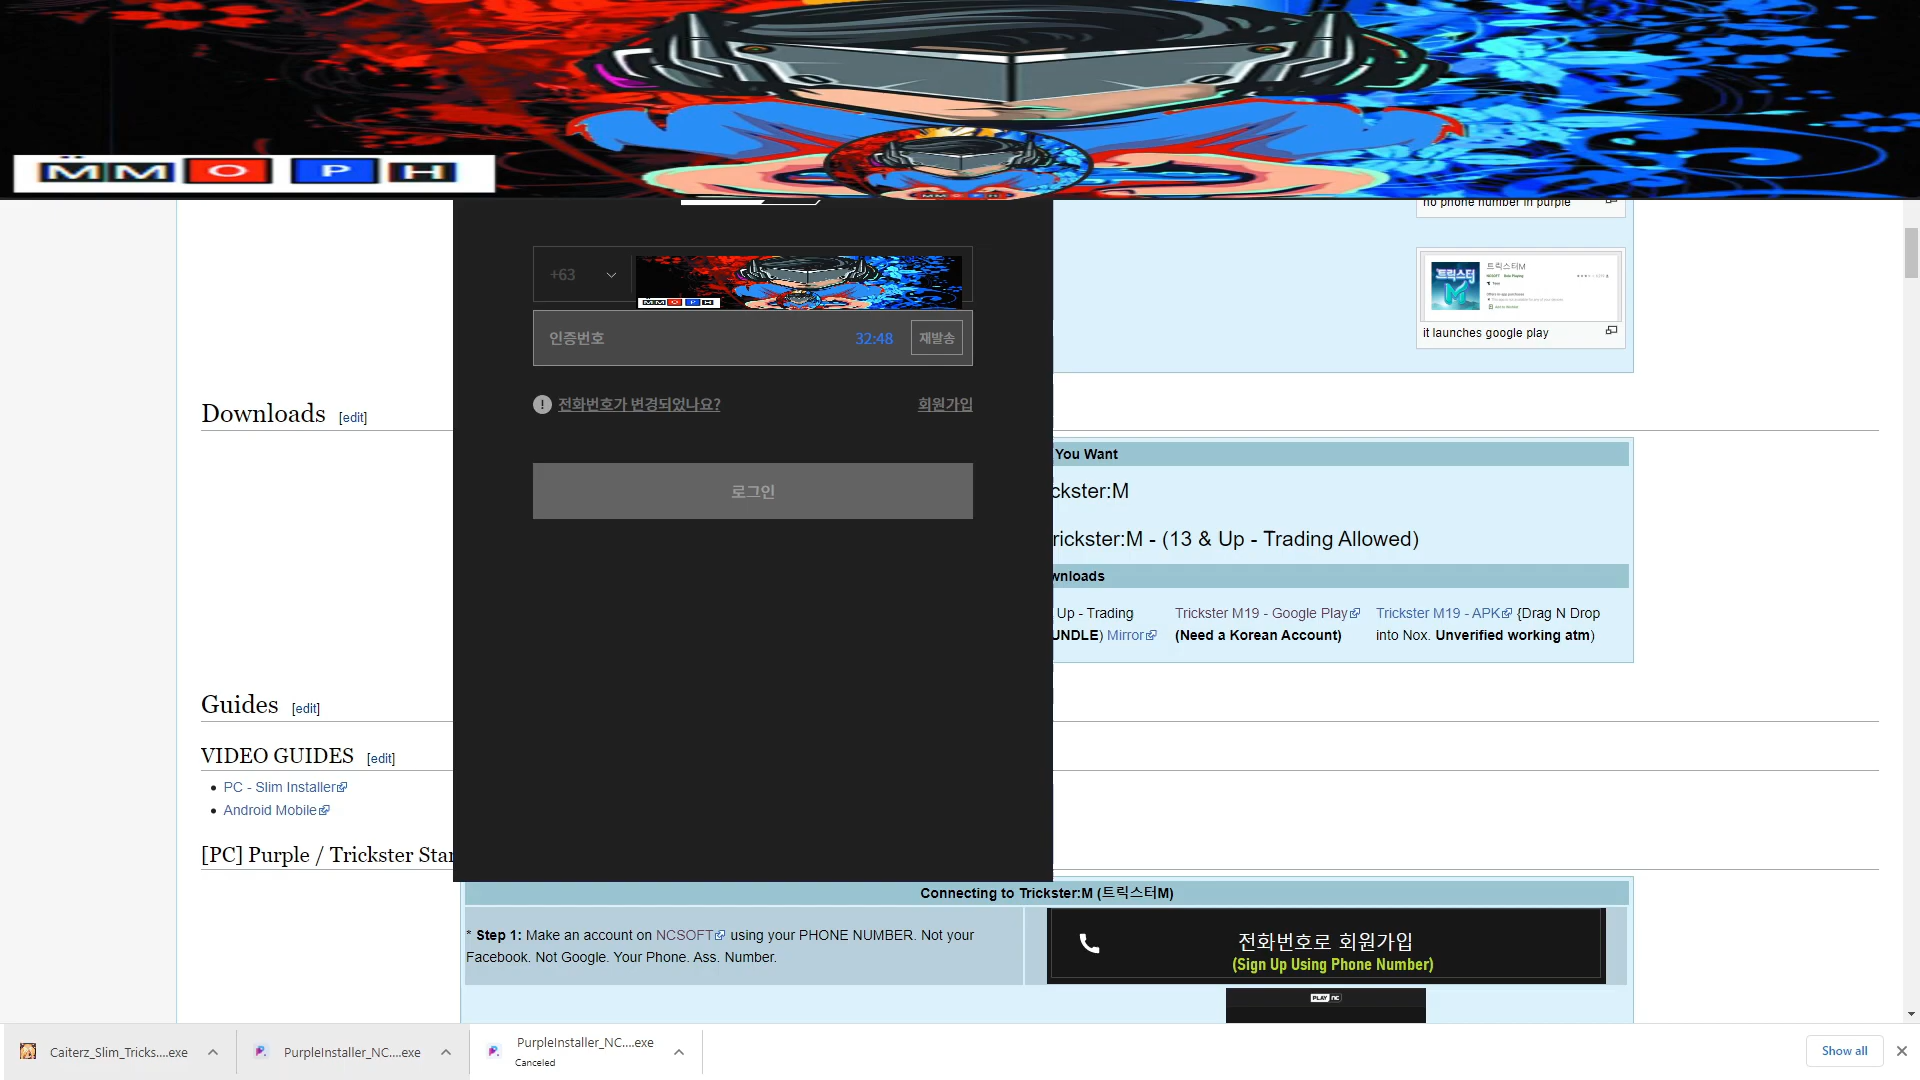 MMOPH
no phone number in purple
+63
MMOPH
인증번호
32:48
재발송
전화번호가 변경되었나요?
회원가입
로그인
트릭스터M
it launches google play
Downloads [edit]
You Want
ckster:M
rickster:M - (13 & Up - Trading Allowed)
wnloads
Up - Trading
UNDLE) Mirror
Trickster M19 - Google Play
(Need a Korean Account)
Trickster M19 - APK {Drag N Drop
into Nox. Unverified working atm)
Guides [edit]
VIDEO GUIDES [edit]
PC - Slim Installer
Android Mobile
[PC] Purple / Trickster Star
Connecting to Trickster:M (트릭스터M)
* Step 1: Make an account on NCSOFT using your PHONE NUMBER. Not your
Facebook. Not Google. Your Phone. Ass. Number.
전화번호로 회원가입
(Sign Up Using Phone Number)
PLAY NC
Caiterz_Slim_Tricks....exe
PurpleInstaller_NC....exe
PurpleInstaller_NC....exe
Canceled
Show all